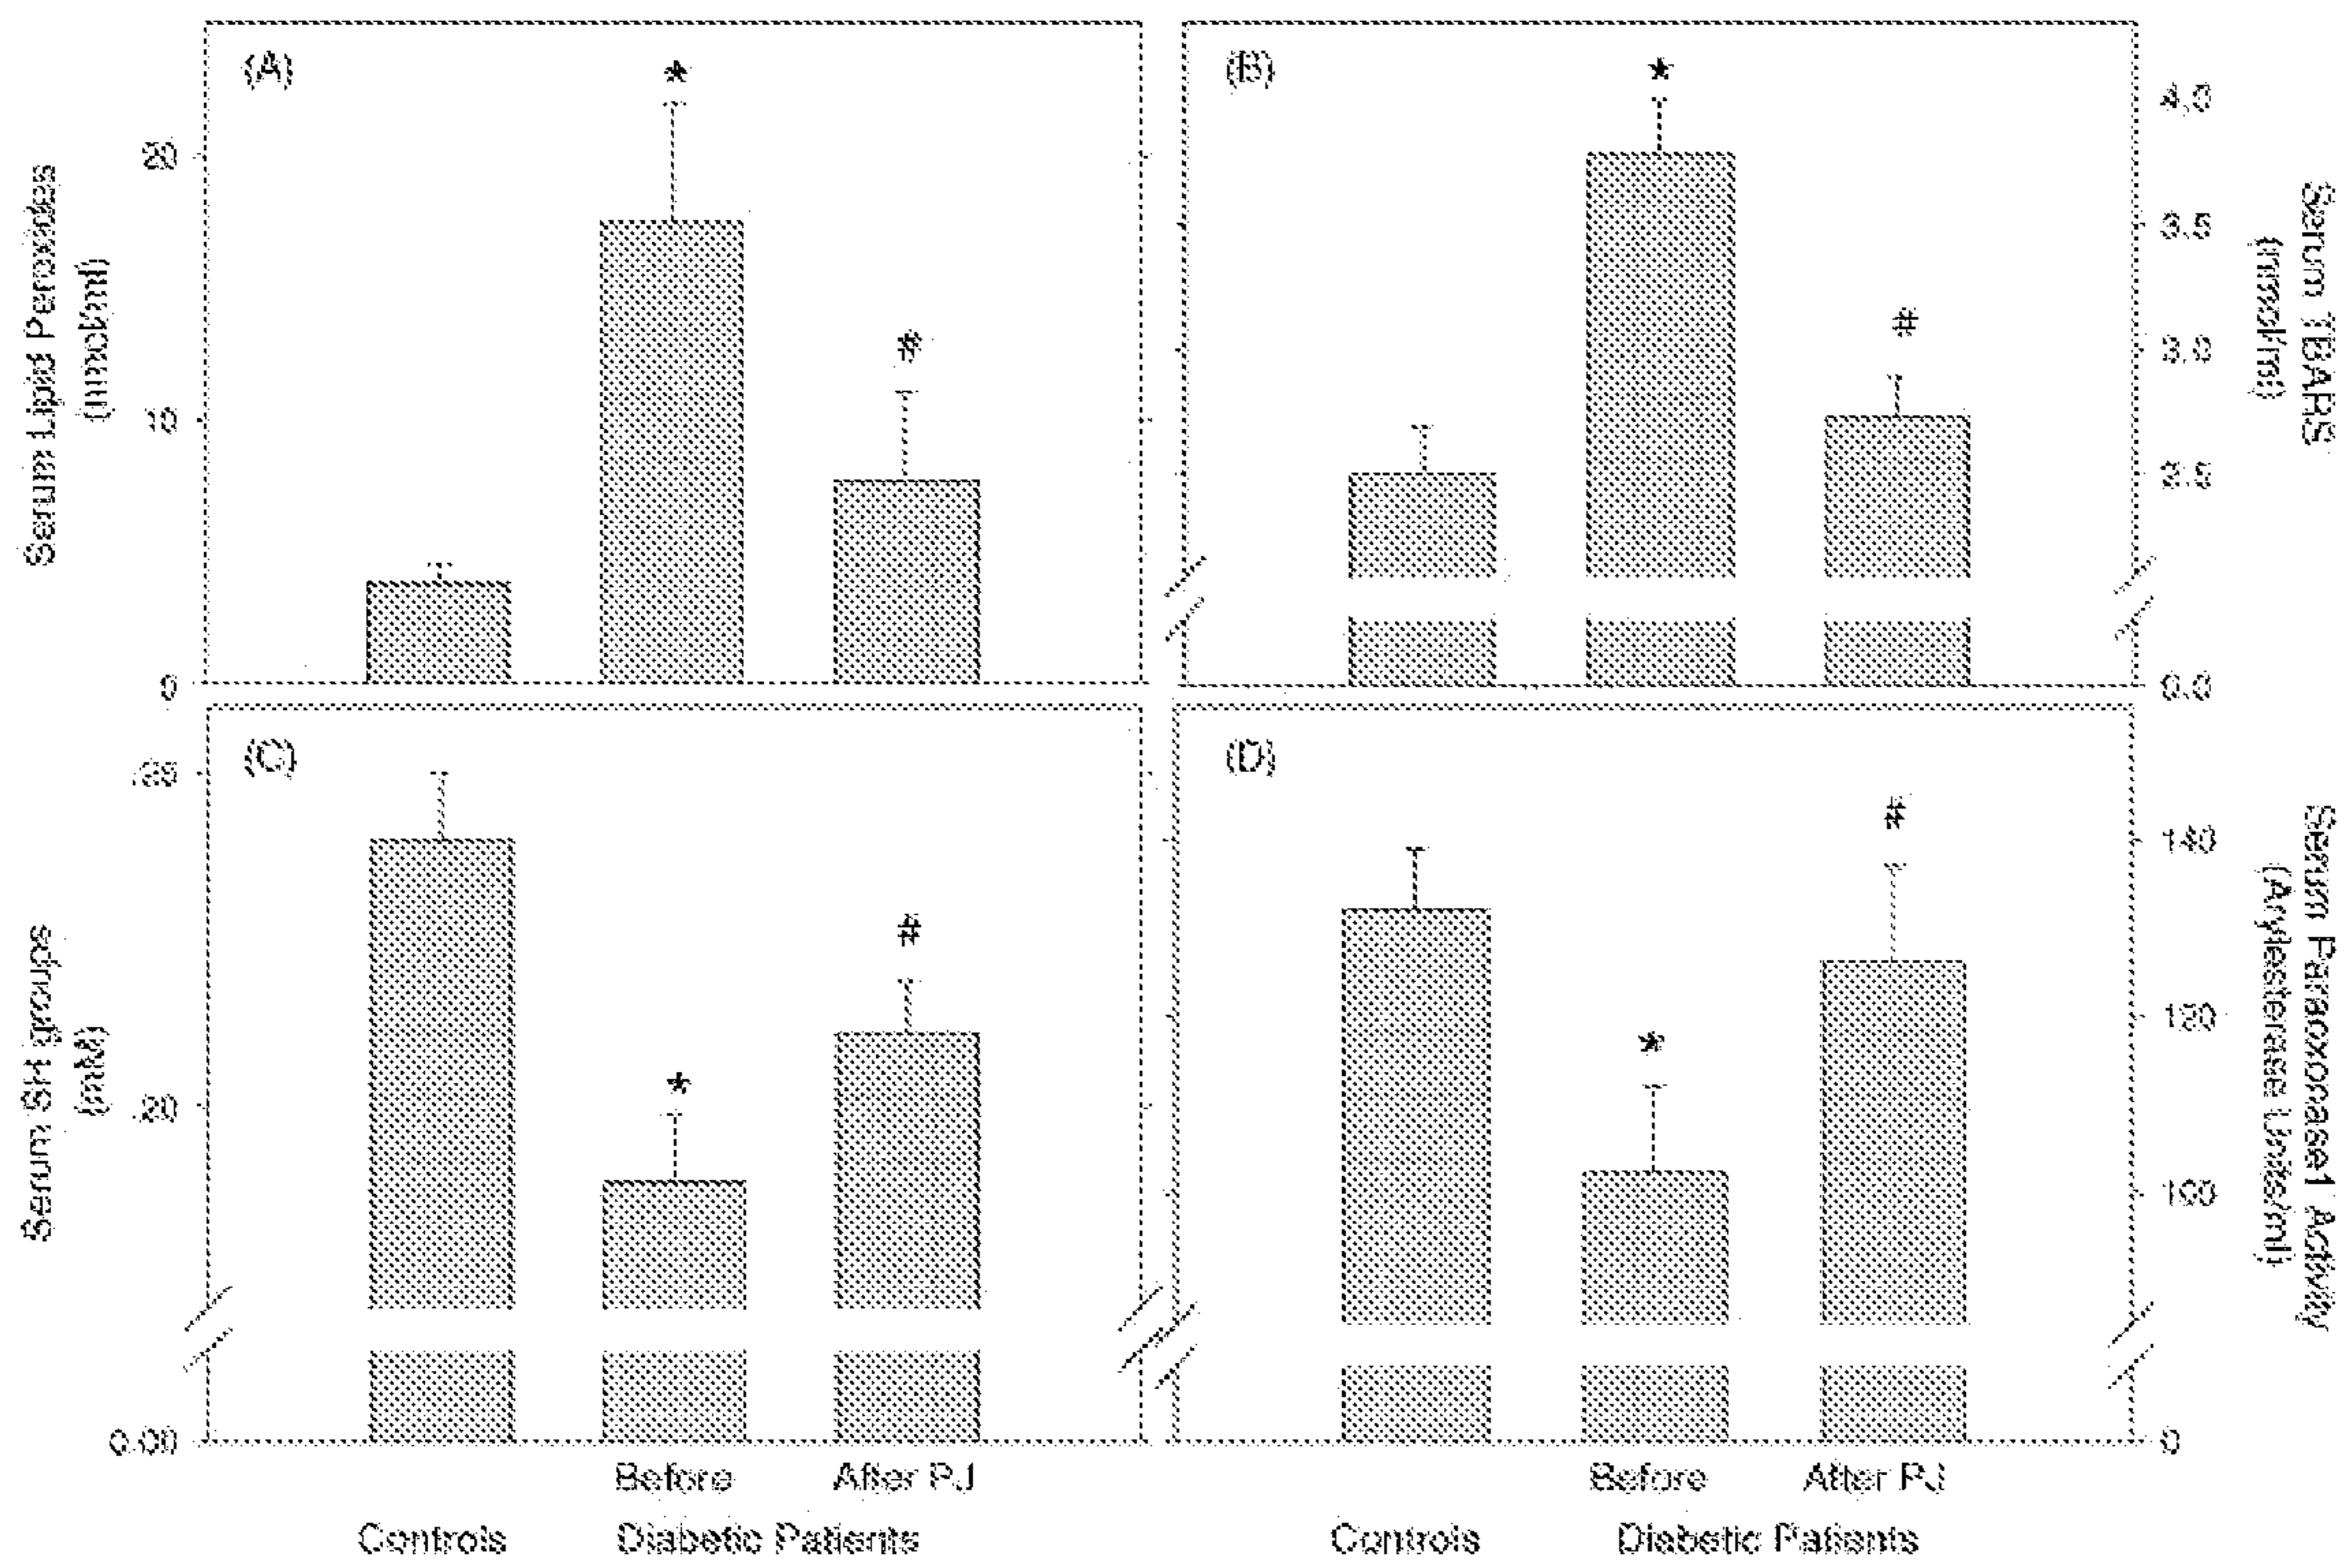 (A)
*
#
20
10
0
Serum Lipid Peroxides
(nmol/ml)
(B)
*
#
4.0
3.5
3.0
2.5
0.0
Serum TBARS
(nmol/ml)
(C)
*
#
.20
0.00
Serum SH groups
(mM)
Before
After PJ
Controls
Diabetic Patients
(D)
*
#
140
120
100
0
Serum Paraoxonase1 Activity
(Arylesterase Units/ml)
Before
After PJ
Controls
Diabetic Patients